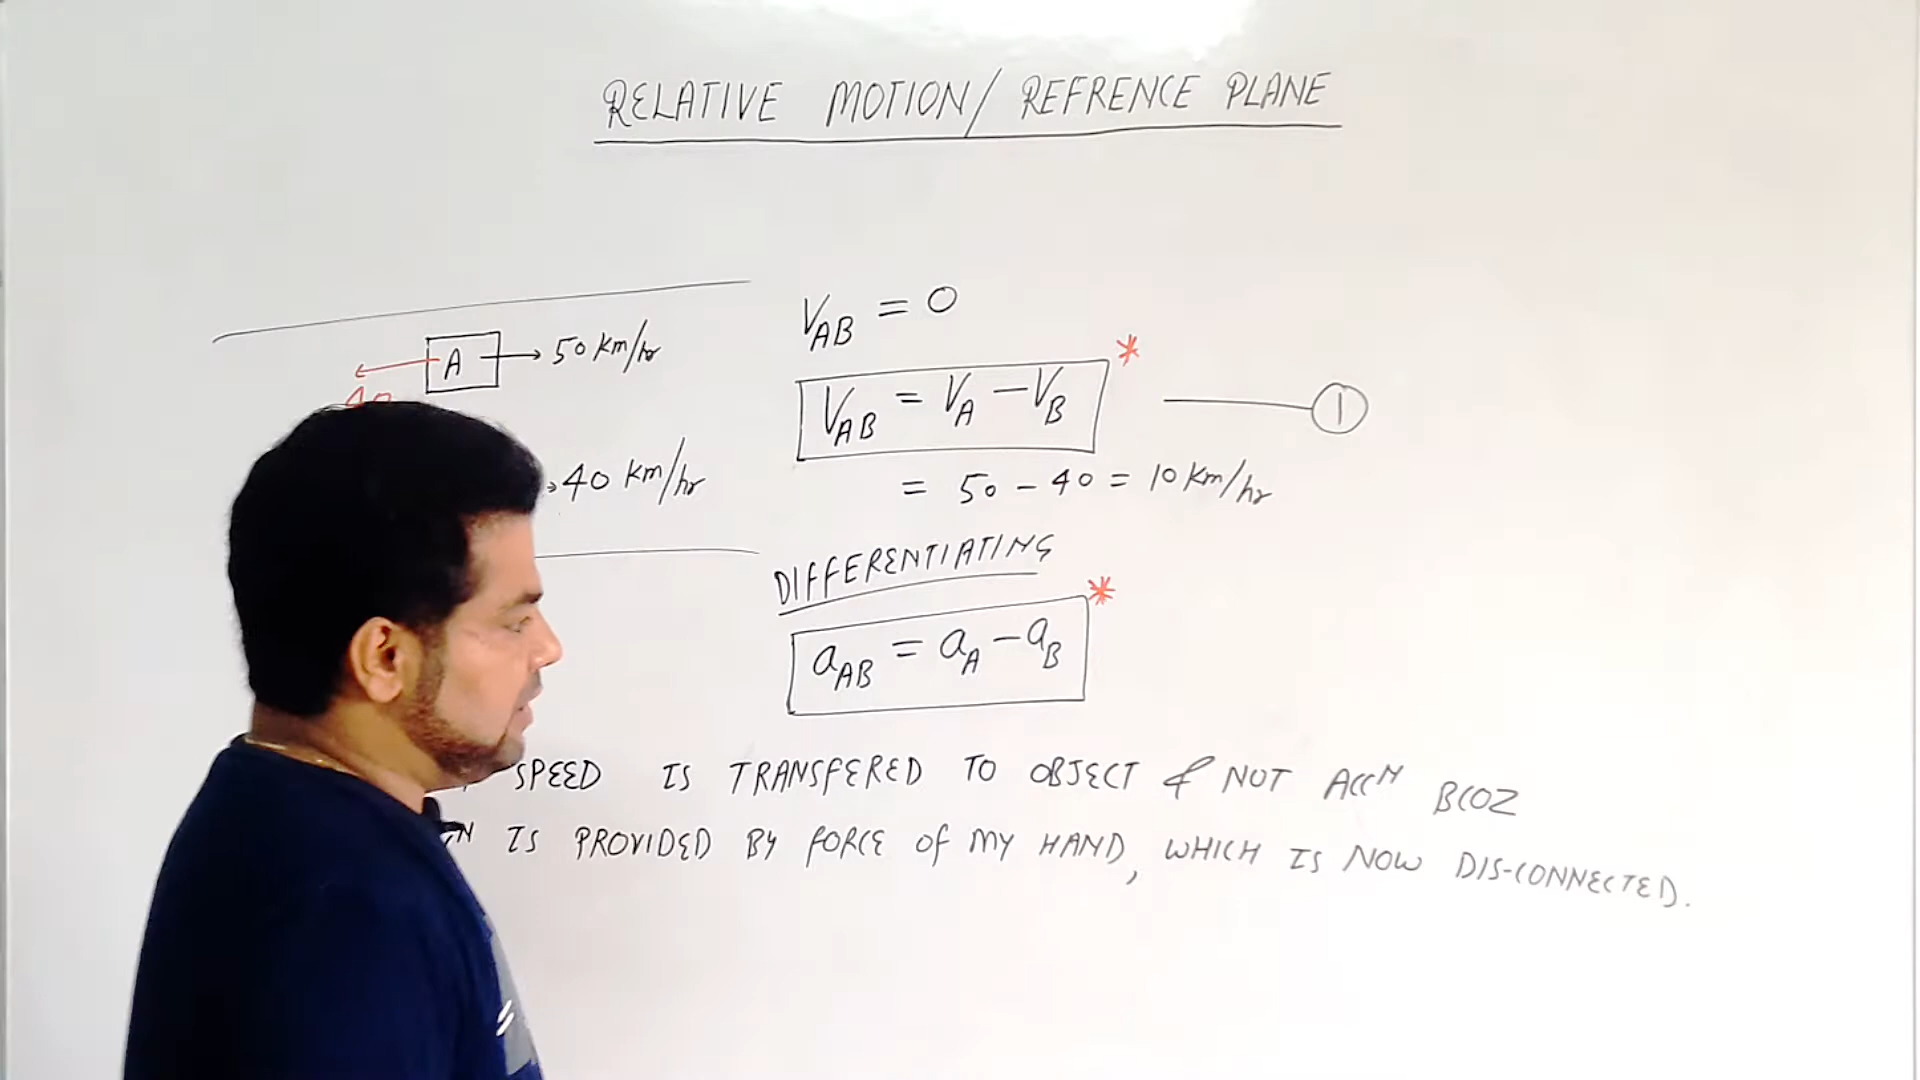 RELATIVE MOTION/ REFRENCE PLANE
V_AB = 0
A → 50 km/hr
*
V_AB = V_A - V_B
1
40 km/hr
= 50 - 40 = 10 km/hr
DIFFERENTIATING
*
a_AB = a_A - a_B
SPEED IS TRANSFERED TO OBJECT & NOT ACCN BCOZ
IS PROVIDED BY FORCE OF MY HAND, WHICH IS NOW DIS-CONNECTED.